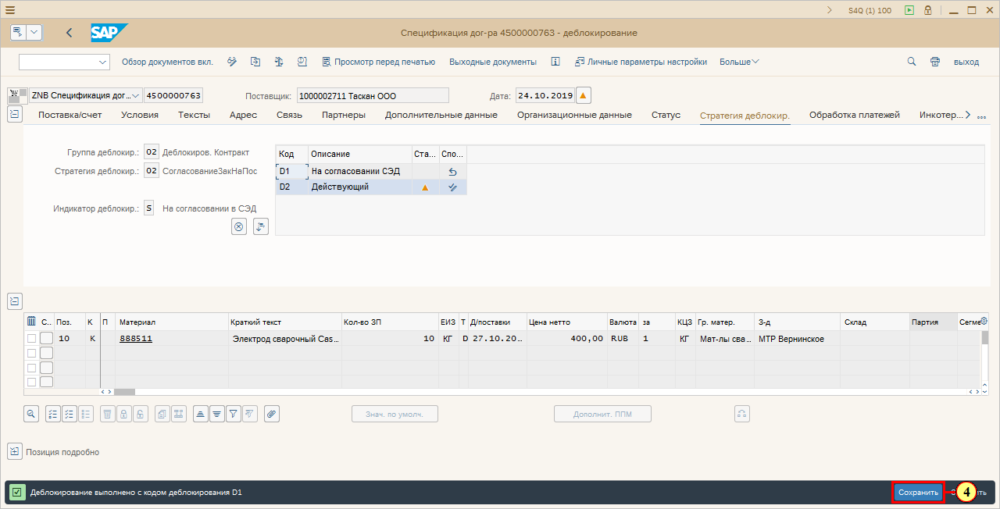 S4Q (1) 100
SAP
Спецификация дог-ра 4500000763 - деблокирование
Обзор документов вкл. Просмотр перед печатью Выходные документы Личные параметры настройки Больше выход
ZNB Спецификация дог... 4500000763 Поставщик: 1000002711 Таскан ООО Дата: 24.10.2019
Поставка/счет Условия Тексты Адрес Связь Партнеры Дополнительные данные Организационные данные Статус Стратегия деблокир. Обработка платежей Инкотер...
Группа деблокир.: 02 Деблокиров. Контракт
Стратегия деблокир.: 02 СогласованиеЗакНаПос
Индикатор деблокир.: S На согласовании в СЭД
Код Описание Ста... Спо...
D1 На согласовании СЭД
D2 Действующий
С.. Поз. К П Материал Краткий текст Кол-во ЗП ЕИЗ Т Д/поставки Цена нетто Валюта за КЦЗ Гр. матер. З-д Склад Партия Сегме
10 К 888511 Электрод сварочный Cas... 10 КГ D 27.10.20... 400,00 RUB 1 КГ Мат-лы сва... МТР Вернинское
Знач. по умолч. Дополнит. ППМ
Позиция подробно
Деблокирование выполнено с кодом деблокирования D1 Сохранить 4